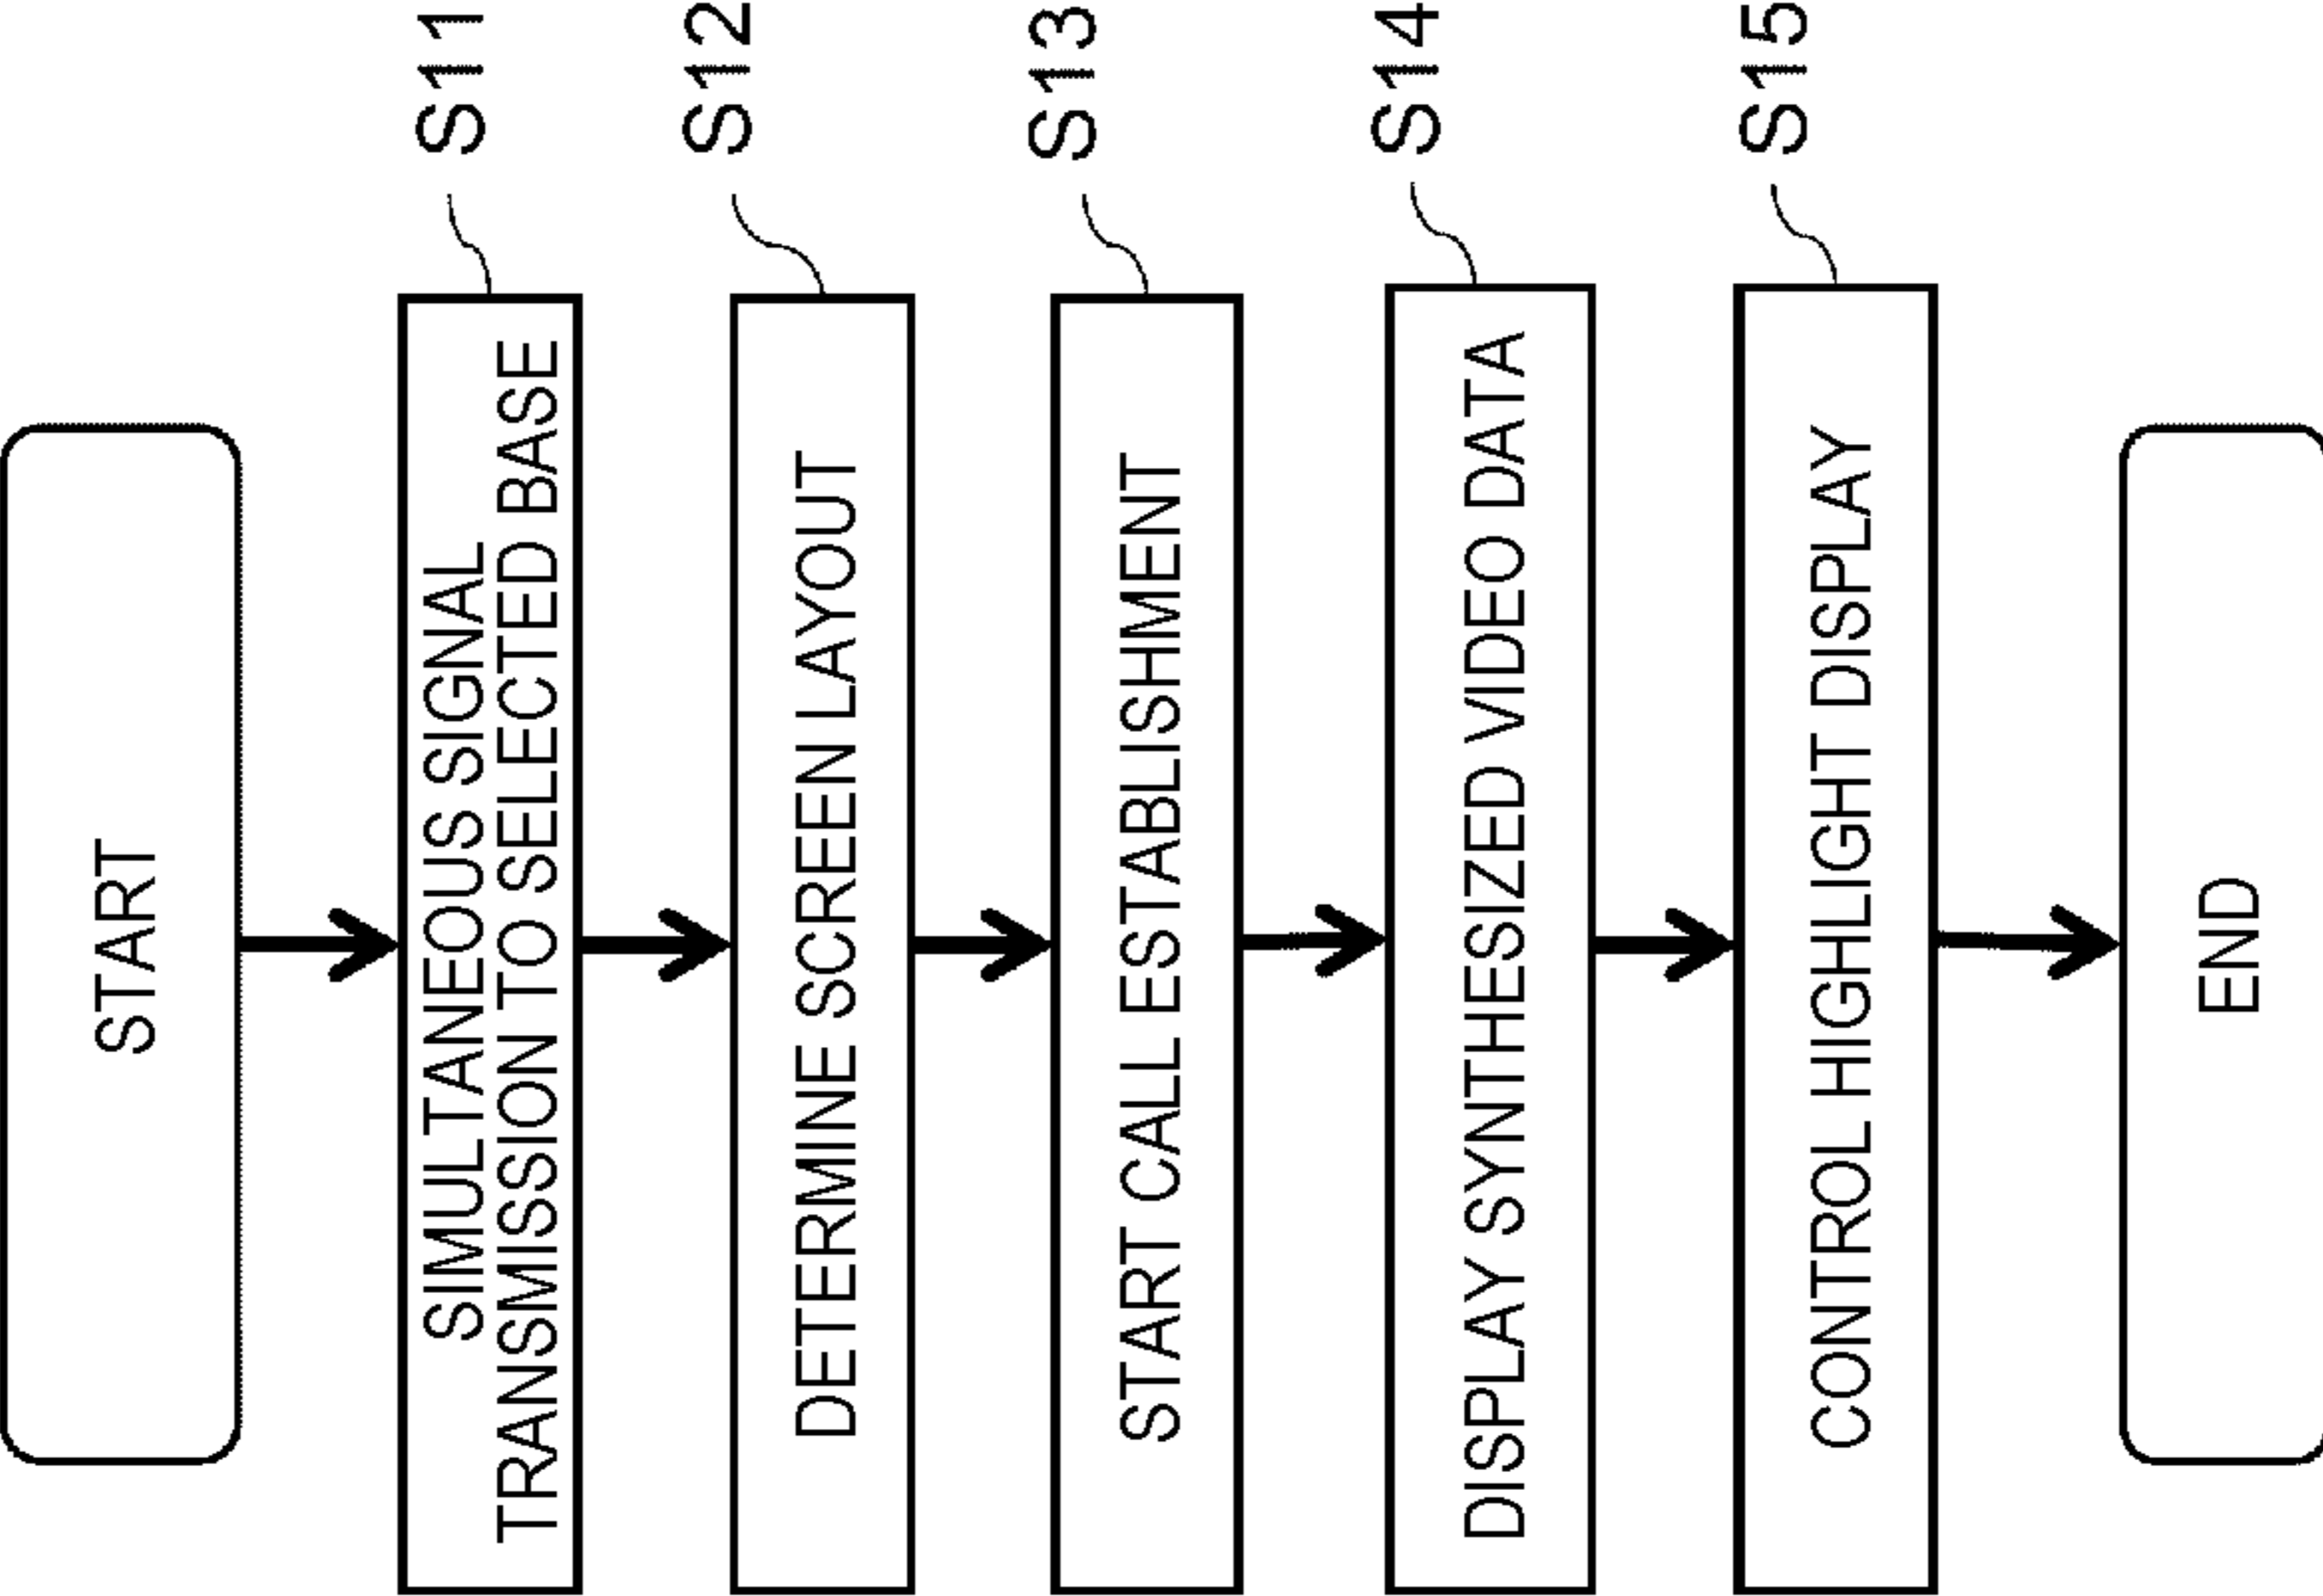 START
S11
SIMULTANEOUS SIGNAL
TRANSMISSION TO SELECTED BASE
S12
DETERMINE SCREEN LAYOUT
S13
START CALL ESTABLISHMENT
S14
DISPLAY SYNTHESIZED VIDEO DATA
S15
CONTROL HIGHLIGHT DISPLAY
END